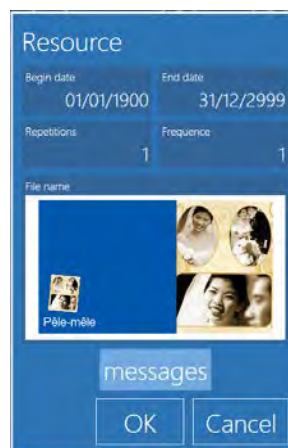 Resource
Begin date
End date
01/01/1900
31/12/2999
Repetitions
Frequence
1
1
File name
Pêle-mêle
messages
OK
Cancel